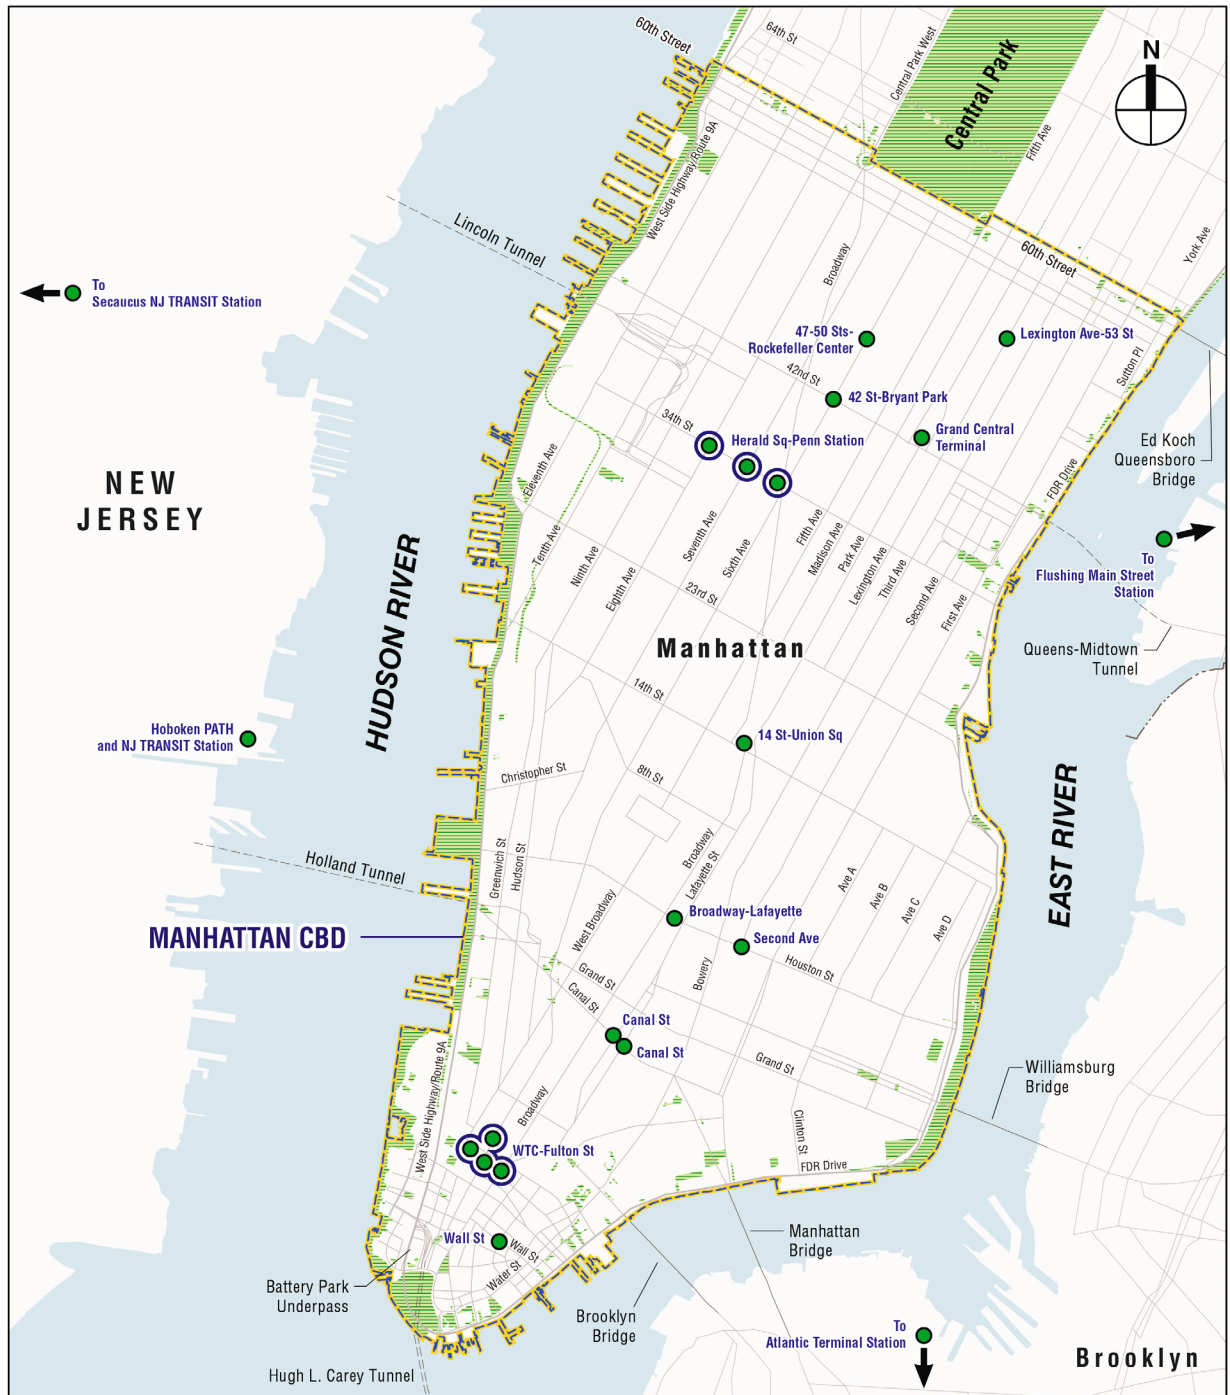 60th Street
64th St
Central Park West
Central Park
Fifth Ave
N
West Side Highway/Route 9A
Lincoln Tunnel
Broadway
60th Street
York Ave
To
Secaucus NJ TRANSIT Station
47-50 Sts-
Rockefeller Center
Lexington Ave-53 St
Sutton Pl
42nd St
42 St-Bryant Park
34th St
Herald Sq-Penn Station
Grand Central
Terminal
Ed Koch
Queensboro
Bridge
NEW
JERSEY
Eleventh Ave
FDR Drive
HUDSON RIVER
Tenth Ave
Ninth Ave
Eighth Ave
Seventh Ave
Sixth Ave
Fifth Ave
Madison Ave
Park Ave
Lexington Ave
Third Ave
Second Ave
First Ave
To
Flushing Main Street
Station
23rd St
Manhattan
Queens-Midtown
Tunnel
14th St
Hoboken PATH
and NJ TRANSIT Station
14 St-Union Sq
Christopher St
8th St
EAST RIVER
Holland Tunnel
Greenwich St
Hudson St
Broadway
Lafayette St
Ave A
Ave B
Ave C
Ave D
West Broadway
Broadway-Lafayette
MANHATTAN CBD
Second Ave
Houston St
Bowery
Grand St
Canal St
Canal St
Canal St
Grand St
West Side Highway/Route 9A
Williamsburg
Bridge
Broadway
Clinton St
WTC-Fulton St
FDR Drive
Wall St
Wall St
Water St
Manhattan
Bridge
Battery Park
Underpass
Brooklyn
Bridge
To
Atlantic Terminal Station
Brooklyn
Hugh L. Carey Tunnel